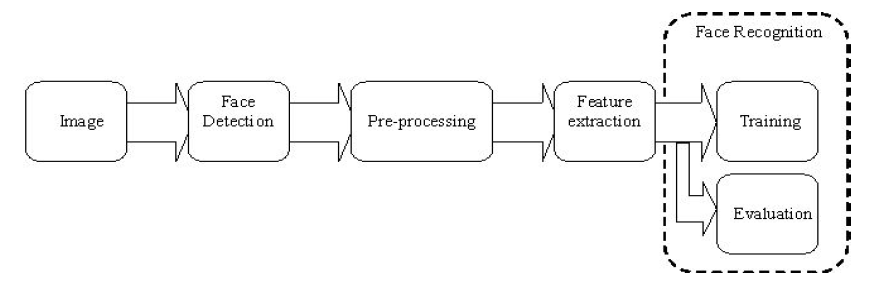 Face Recognition
Image
Face
Detection
Pre-processing
Feature
extraction
Training
Evaluation